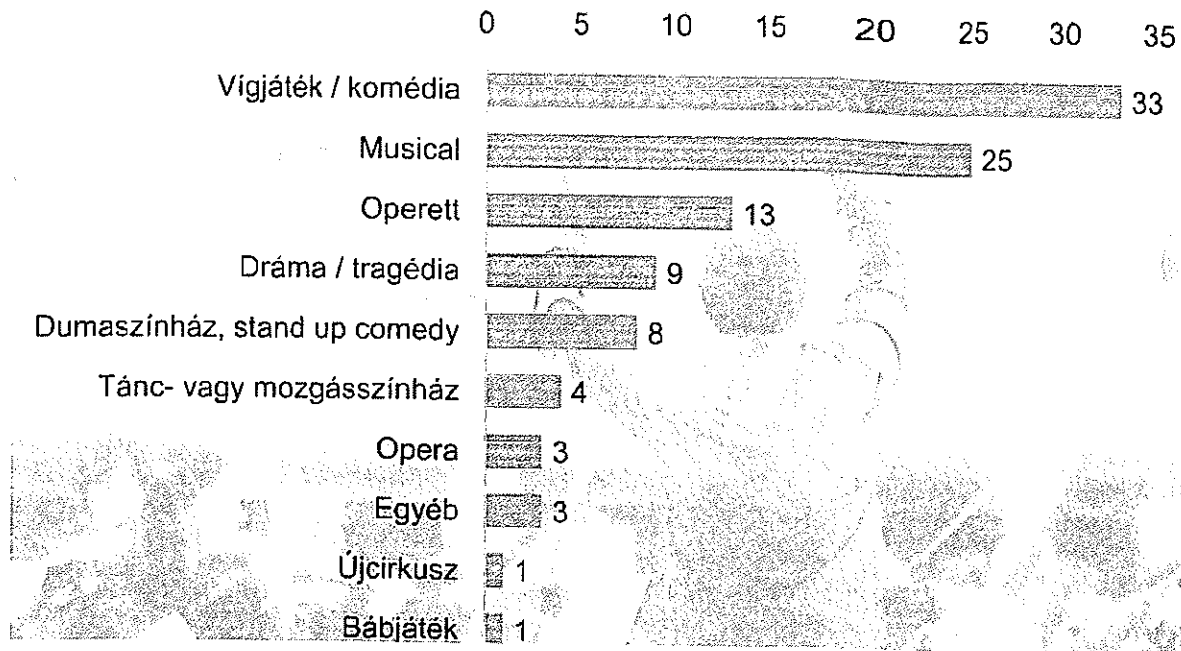 0 5 10 15 20 25 30 35
Vígjáték / komédia 33
Musical 25
Operett 13
Dráma / tragédia 9
Dumaszínház, stand up comedy 8
Tánc- vagy mozgásszínház 4
Opera 3
Egyéb 3
Újcirkusz 1
Bábjáték 1